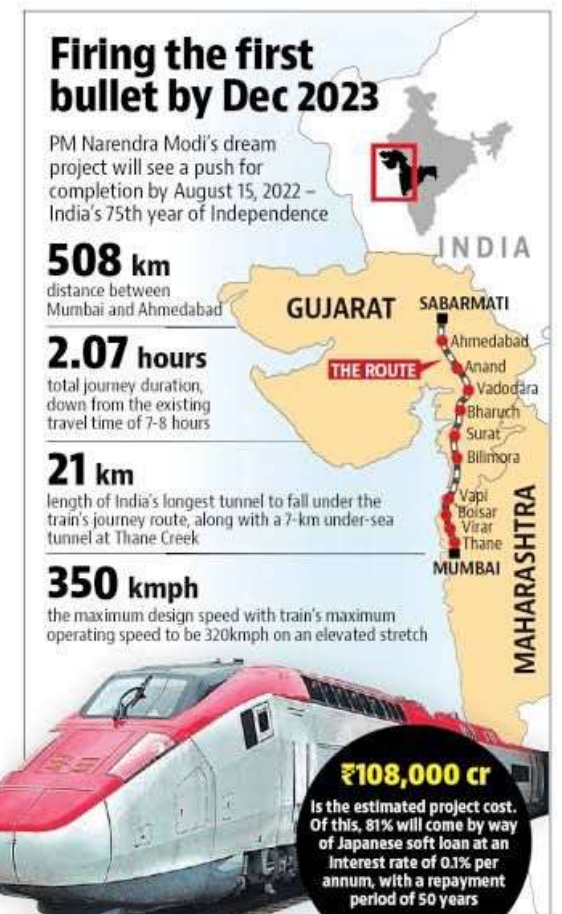 Firing the first
bullet by Dec 2023
PM Narendra Modi's dream
project will see a push for
completion by August 15, 2022 –
India's 75th year of Independence
INDIA
508 km
distance between
Mumbai and Ahmedabad
2.07 hours
total journey duration,
down from the existing
travel time of 7-8 hours
21 km
length of India's longest tunnel to fall under the
train's journey route, along with a 7-km under-sea
tunnel at Thane Creek
350 kmph
the maximum design speed with train's maximum
operating speed to be 320kmph on an elevated stretch
GUJARAT
SABARMATI
Ahmedabad
THE ROUTE
Anand
Vadodara
Bharuch
Surat
Bilimora
Vapi
Boisar
Virar
Thane
MUMBAI
MAHARASHTRA
₹108,000 cr
Is the estimated project cost.
Of this, 81% will come by way
of Japanese soft loan at an
interest rate of 0.1% per
annum, with a repayment
period of 50 years